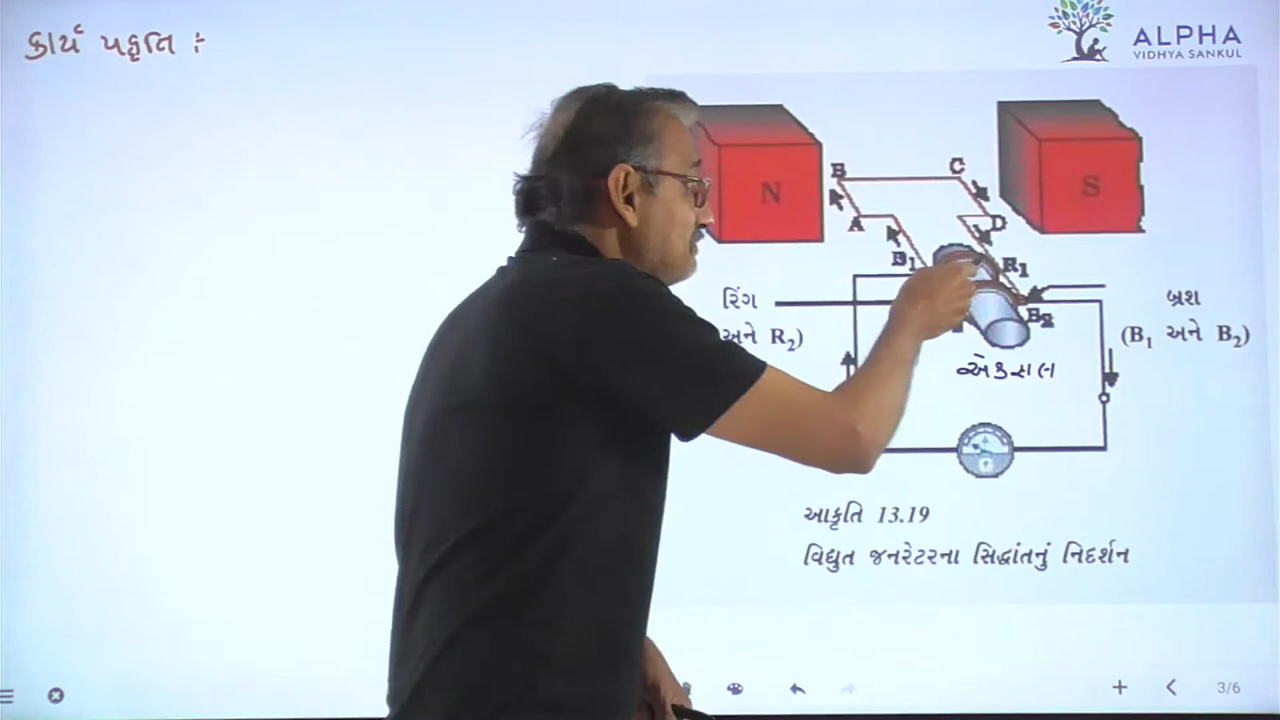 કાર્ય પદ્ધતિ :-
ALPHA
VIDHYA SANKUL
N
S
B
C
A
D
B1
R1
રિંગ
બ્રશ
અને R2)
B2
(B1 અને B2)
એક્સલ
આકૃતિ 13.19
વિદ્યુત જનરેટરના સિદ્ધાંતનું નિદર્શન
3/6